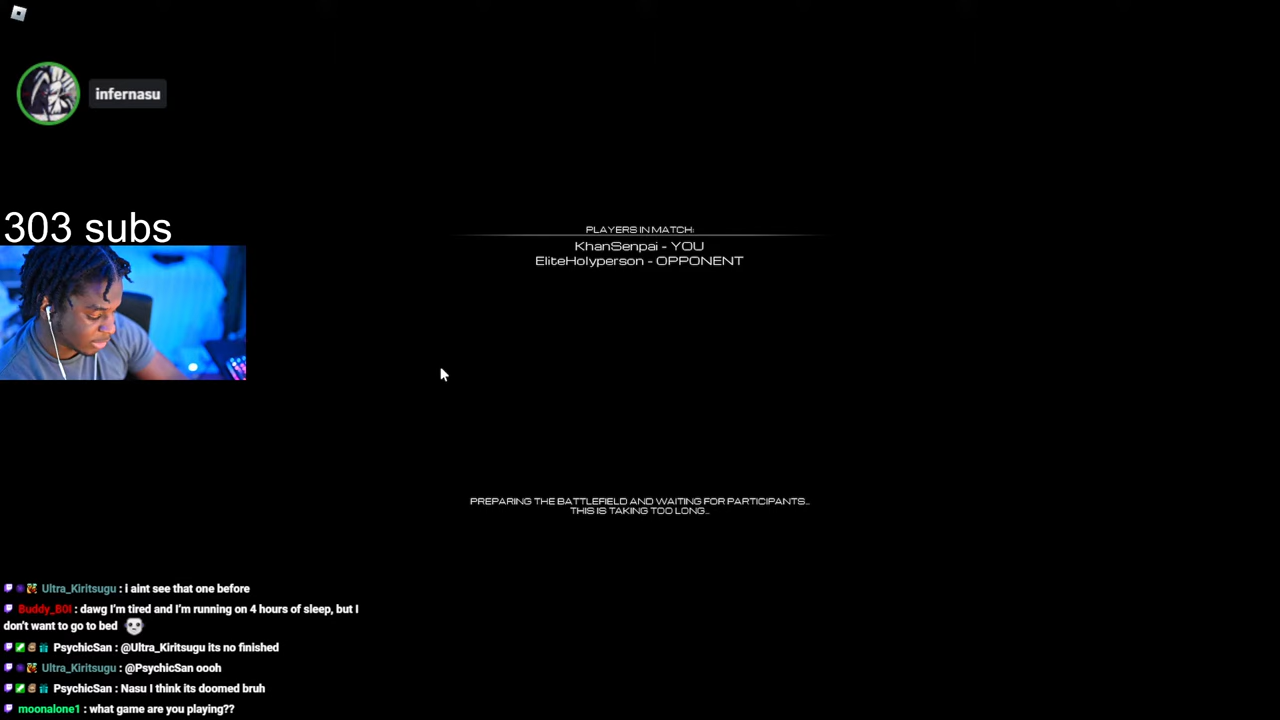 infernasu
303 subs
PLAYERS IN MATCH:
KhanSenpai - YOU
EliteHolyperson - OPPONENT
PREPARING THE BATTLEFIELD AND WAITING FOR PARTICIPANTS...
THIS IS TAKING TOO LONG...
Ultra_Kiritsugu : i aint see that one before
Buddy_B0I : dawg I'm tired and I'm running on 4 hours of sleep, but I
don't want to go to bed
PsychicSan : @Ultra_Kiritsugu its no finished
Ultra_Kiritsugu : @PsychicSan oooh
PsychicSan : Nasu I think its doomed bruh
moonalone1 : what game are you playing??